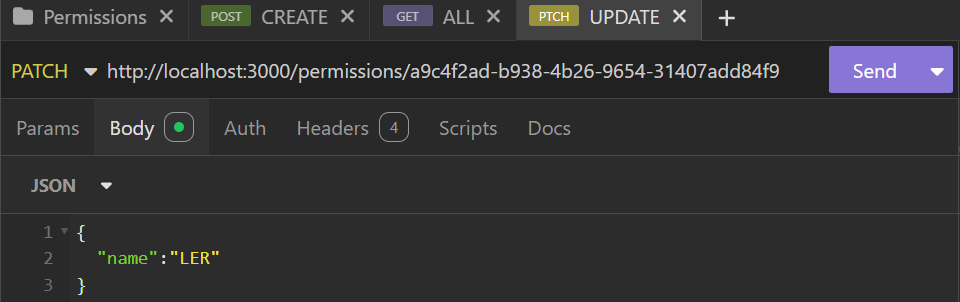 Permissions POST CREATE GET ALL PTCH UPDATE
PATCH http://localhost:3000/permissions/a9c4f2ad-b938-4b26-9654-31407add84f9 Send
Params Body Auth Headers 4 Scripts Docs
JSON
1 {
2 "name":"LER"
3 }